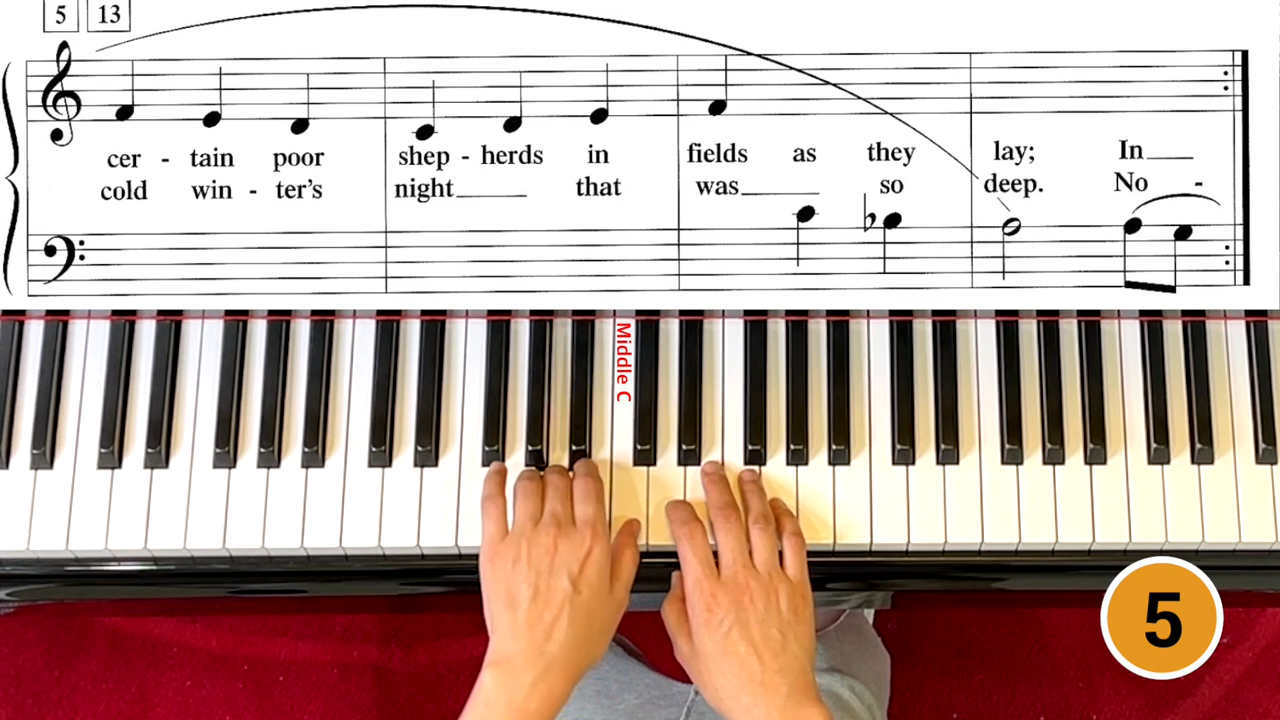 5 13
cer - tain poor shep - herds in fields as they lay; In
cold win - ter's night that was so deep. No -
Middle C
5